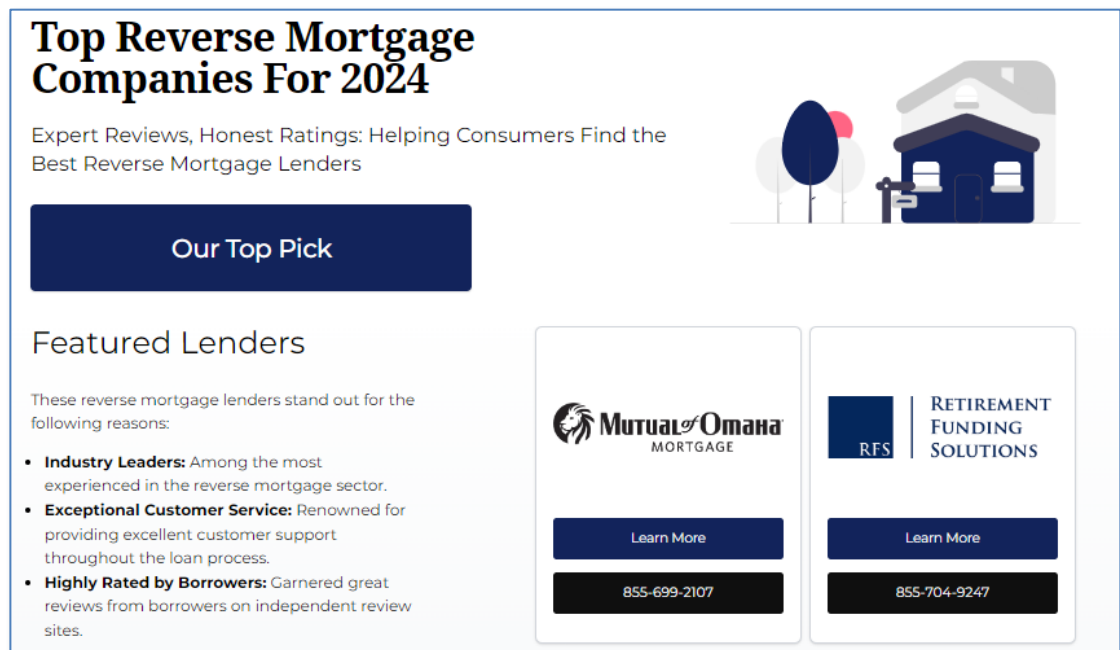 Top Reverse Mortgage
Companies For 2024
Expert Reviews, Honest Ratings: Helping Consumers Find the
Best Reverse Mortgage Lenders
Our Top Pick
Featured Lenders
These reverse mortgage lenders stand out for the
following reasons:
• Industry Leaders: Among the most
experienced in the reverse mortgage sector.
• Exceptional Customer Service: Renowned for
providing excellent customer support
throughout the loan process.
• Highly Rated by Borrowers: Garnered great
reviews from borrowers on independent review
sites.
Mutual of Omaha
MORTGAGE
Learn More
855-699-2107
RFS
RETIREMENT
FUNDING
SOLUTIONS
Learn More
855-704-9247